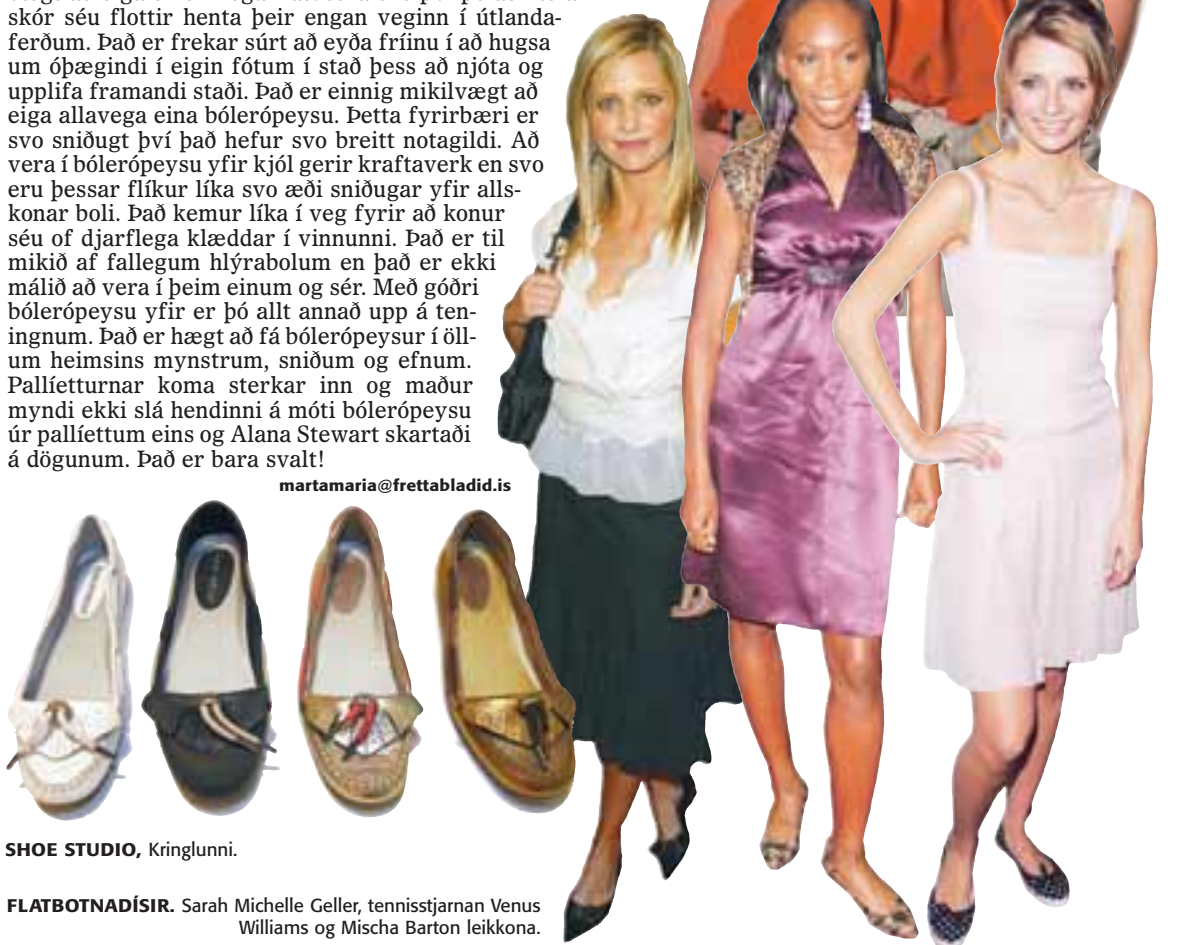 skór séu flottir henta þeir engan veginn í útlanda-
ferðum. Það er frekar súrt að eyða fríinu í að hugsa
um óþægindi í eigin fótum í stað þess að njóta og
upplifa framandi staði. Það er einnig mikilvægt að
eiga allavega eina bólerópeysu. Þetta fyrirbæri er
svo sniðugt því það hefur svo breitt notagildi. Að
vera í bólerópeysu yfir kjól gerir kraftaverk en svo
eru þessar flíkur líka svo æði sniðugar yfir alls-
konar boli. Það kemur líka í veg fyrir að konur
séu of djarflega klæddar í vinnunni. Það er til
mikið af fallegum hlýrabolum en það er ekki
málið að vera í þeim einum og sér. Með góðri
bólerópeysu yfir er þó allt annað upp á ten-
ingnum. Það er hægt að fá bólerópeysur í öll-
um heimsins mynstrum, sniðum og efnum.
Pallíetturnar koma sterkar inn og maður
myndi ekki slá hendinni á móti bólerópeysu
úr pallíettum eins og Alana Stewart skartaði
á dögunum. Það er bara svalt!
martamaria@frettabladid.is
SHOE STUDIO, Kringlunni.
FLATBOTNADÍSIR. Sarah Michelle Geller, tennisstjarnan Venus
Williams og Mischa Barton leikkona.